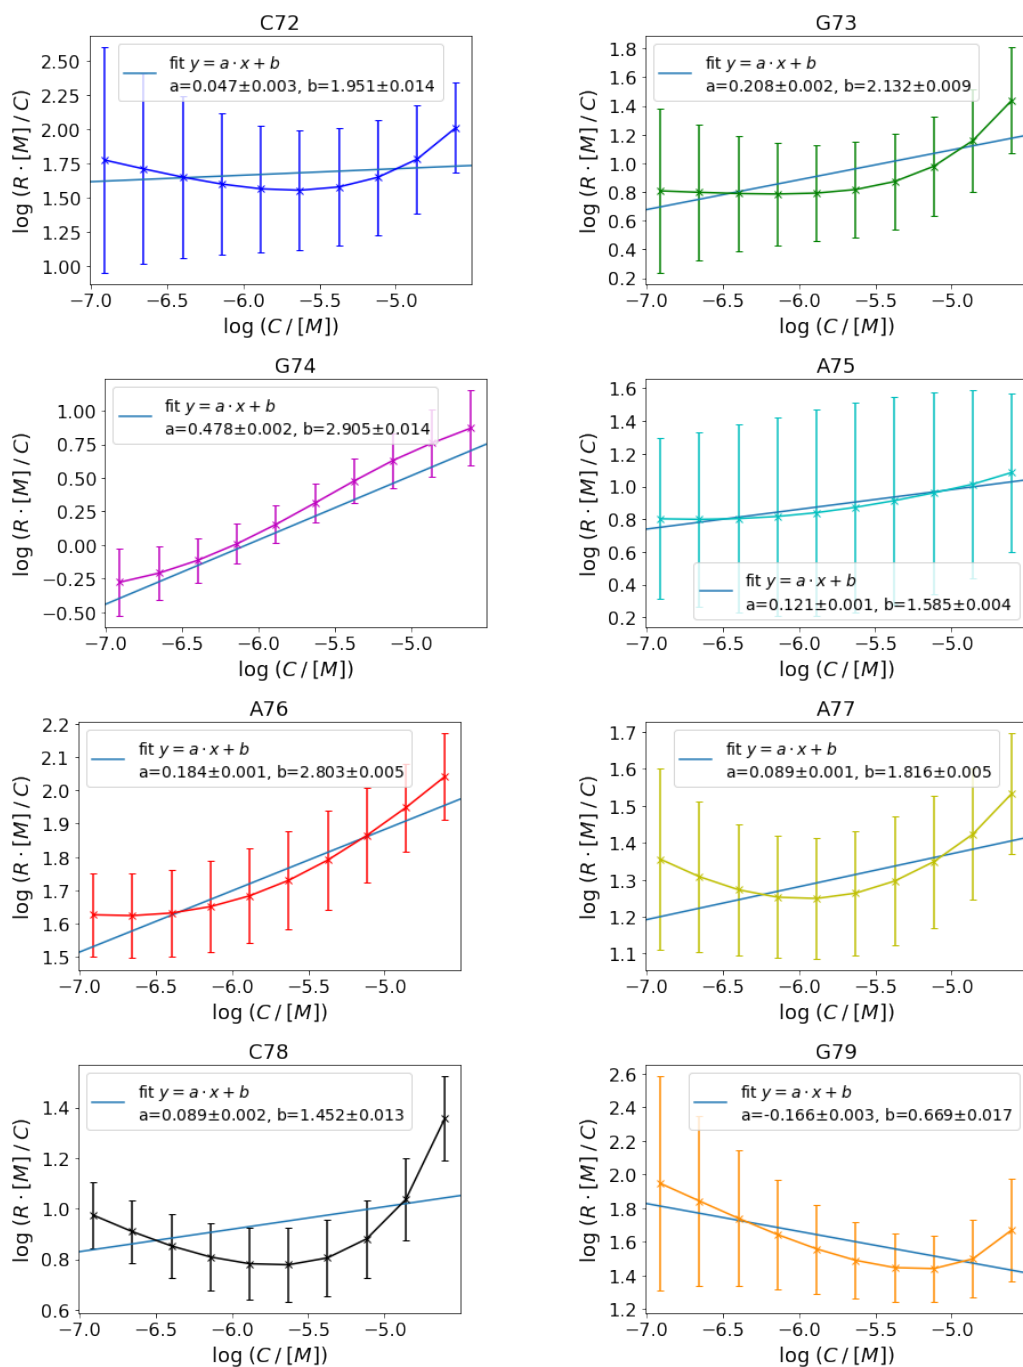 C72
log (R · [M] / C)
2.50
2.25
2.00
1.75
1.50
1.25
1.00
fit y = a · x + b
a=0.047±0.003, b=1.951±0.014
−7.0 −6.5 −6.0 −5.5 −5.0
log (C / [M])
G73
log (R · [M] / C)
1.8
1.6
1.4
1.2
1.0
0.8
0.6
0.4
0.2
fit y = a · x + b
a=0.208±0.002, b=2.132±0.009
−7.0 −6.5 −6.0 −5.5 −5.0
log (C / [M])
G74
log (R · [M] / C)
1.00
0.75
0.50
0.25
0.00
−0.25
−0.50
fit y = a · x + b
a=0.478±0.002, b=2.905±0.014
−7.0 −6.5 −6.0 −5.5 −5.0
log (C / [M])
A75
log (R · [M] / C)
1.6
1.4
1.2
1.0
0.8
0.6
0.4
0.2
fit y = a · x + b
a=0.121±0.001, b=1.585±0.004
−7.0 −6.5 −6.0 −5.5 −5.0
log (C / [M])
A76
log (R · [M] / C)
2.2
2.1
2.0
1.9
1.8
1.7
1.6
1.5
fit y = a · x + b
a=0.184±0.001, b=2.803±0.005
−7.0 −6.5 −6.0 −5.5 −5.0
log (C / [M])
A77
log (R · [M] / C)
1.7
1.6
1.5
1.4
1.3
1.2
1.1
fit y = a · x + b
a=0.089±0.001, b=1.816±0.005
−7.0 −6.5 −6.0 −5.5 −5.0
log (C / [M])
C78
log (R · [M] / C)
1.4
1.2
1.0
0.8
0.6
fit y = a · x + b
a=0.089±0.002, b=1.452±0.013
−7.0 −6.5 −6.0 −5.5 −5.0
log (C / [M])
G79
log (R · [M] / C)
2.6
2.4
2.2
2.0
1.8
1.6
1.4
1.2
fit y = a · x + b
a=-0.166±0.003, b=0.669±0.017
−7.0 −6.5 −6.0 −5.5 −5.0
log (C / [M])